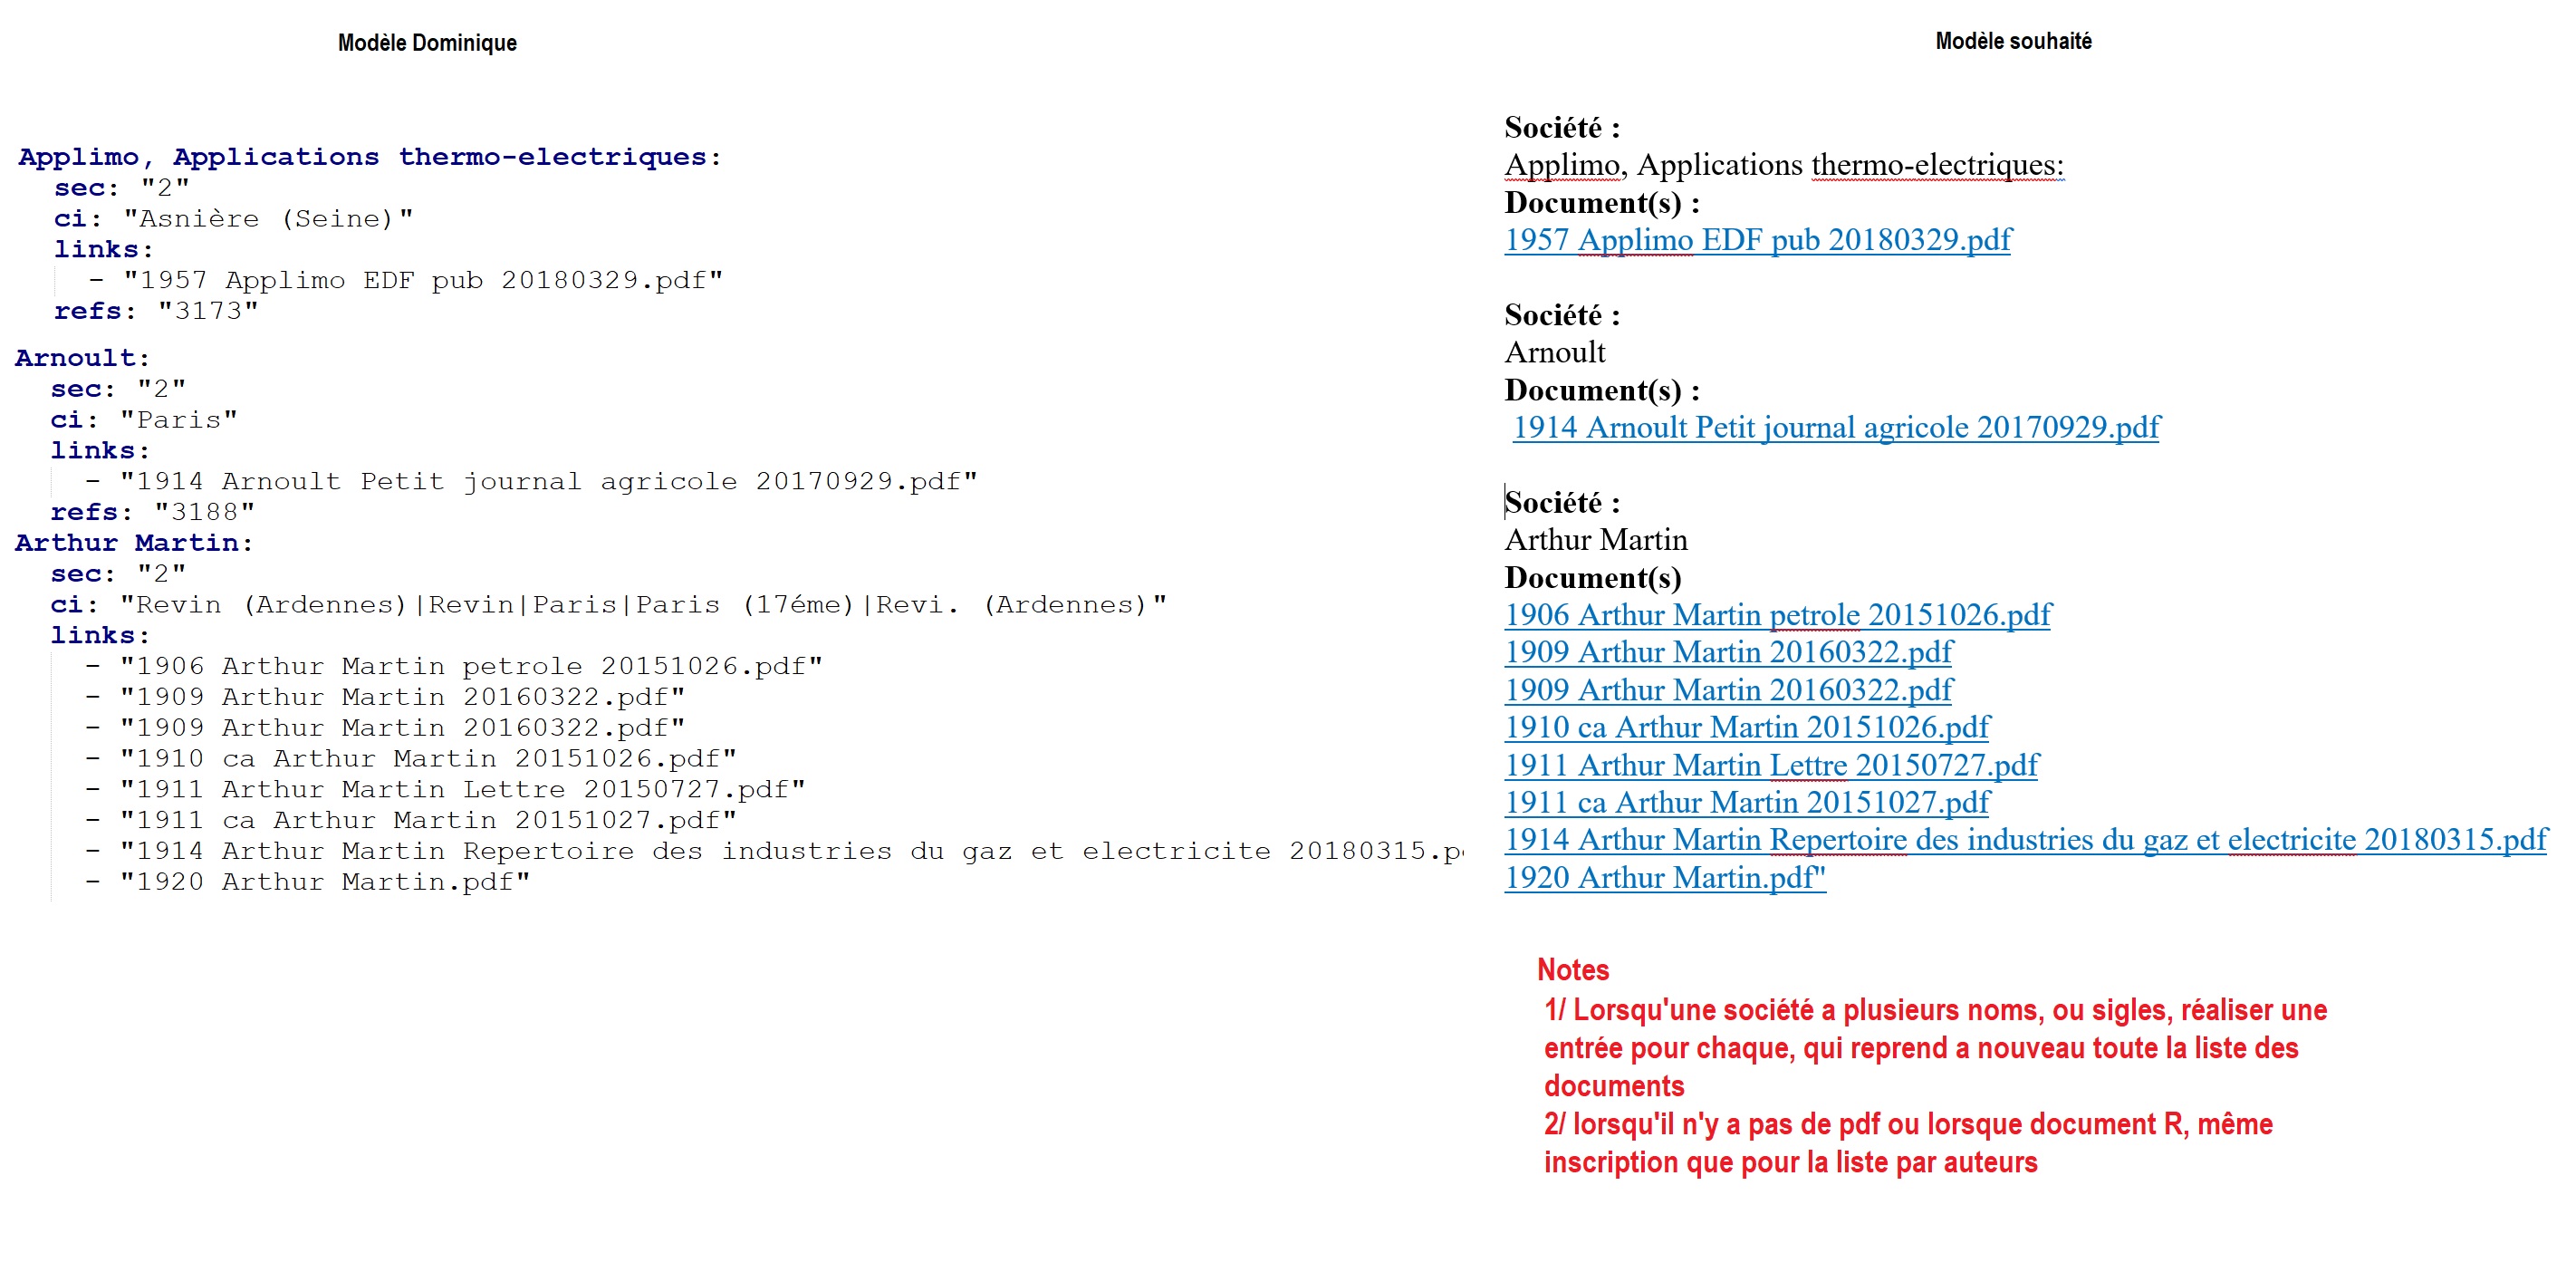 Modèle Dominique
Applimo, Applications thermo-electriques:
sec: "2"
ci: "Asnière (Seine)"
links:
- "1957 Applimo EDF pub 20180329.pdf"
refs: "3173"
Arnoult:
sec: "2"
ci: "Paris"
links:
- "1914 Arnoult Petit journal agricole 20170929.pdf"
refs: "3188"
Arthur Martin:
sec: "2"
ci: "Revin (Ardennes)|Revin|Paris|Paris (17éme)|Revi. (Ardennes)"
links:
- "1906 Arthur Martin petrole 20151026.pdf"
- "1909 Arthur Martin 20160322.pdf"
- "1909 Arthur Martin 20160322.pdf"
- "1910 ca Arthur Martin 20151026.pdf"
- "1911 Arthur Martin Lettre 20150727.pdf"
- "1911 ca Arthur Martin 20151027.pdf"
- "1914 Arthur Martin Repertoire des industries du gaz et electricite 20180315.p
- "1920 Arthur Martin.pdf"
Modèle souhaité
Société :
Applimo, Applications thermo-electriques:
Document(s) :
1957 Applimo EDF pub 20180329.pdf
Société :
Arnoult
Document(s) :
1914 Arnoult Petit journal agricole 20170929.pdf
Société :
Arthur Martin
Document(s)
1906 Arthur Martin petrole 20151026.pdf
1909 Arthur Martin 20160322.pdf
1909 Arthur Martin 20160322.pdf
1910 ca Arthur Martin 20151026.pdf
1911 Arthur Martin Lettre 20150727.pdf
1911 ca Arthur Martin 20151027.pdf
1914 Arthur Martin Repertoire des industries du gaz et electricite 20180315.pdf
1920 Arthur Martin.pdf"
Notes
1/ Lorsqu'une société a plusieurs noms, ou sigles, réaliser une
entrée pour chaque, qui reprend a nouveau toute la liste des
documents
2/ lorsqu'il n'y a pas de pdf ou lorsque document R, même
inscription que pour la liste par auteurs